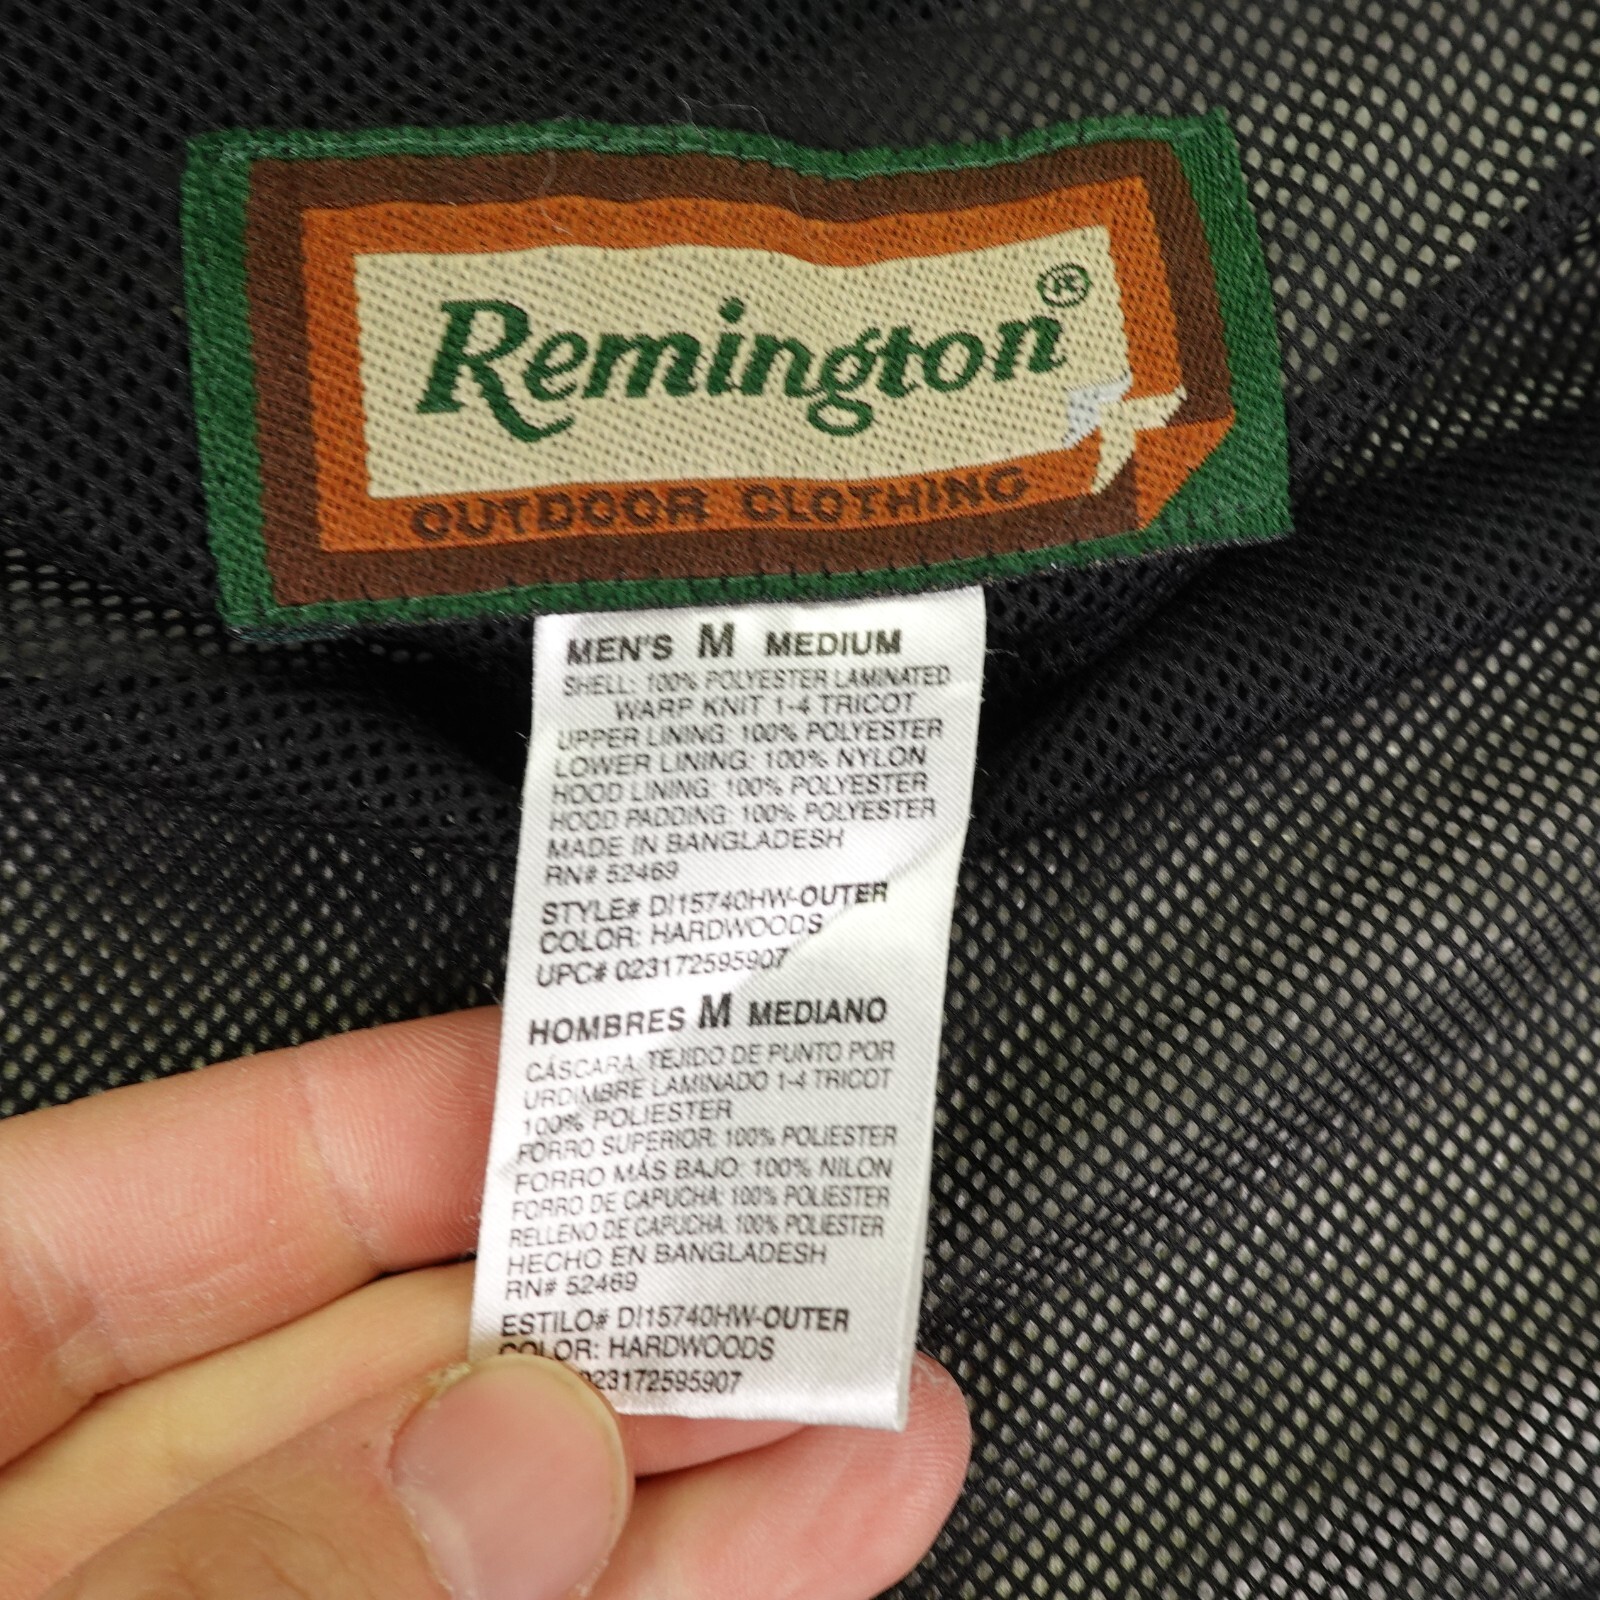 Remington®
OUTDOOR CLOTHING
MEN'S M MEDIUM
SHELL: 100% POLYESTER LAMINATED
WARP KNIT 1-4 TRICOT
UPPER LINING: 100% POLYESTER
LOWER LINING: 100% NYLON
HOOD LINING: 100% POLYESTER
HOOD PADDING: 100% POLYESTER
MADE IN BANGLADESH
RN# 52469
STYLE# DI15740HW-OUTER
COLOR: HARDWOODS
UPC# 023172595907
HOMBRES M MEDIANO
CÁSCARA: TEJIDO DE PUNTO POR
URDIMBRE LAMINADO 1-4 TRICOT
100% POLIESTER
FORRO SUPERIOR: 100% POLIESTER
FORRO MÁS BAJO: 100% NILON
FORRO DE CAPUCHA: 100% POLIESTER
RELLENO DE CAPUCHA: 100% POLIESTER
HECHO EN BANGLADESH
RN# 52469
ESTILO# DI15740HW-OUTER
COLOR: HARDWOODS
023172595907